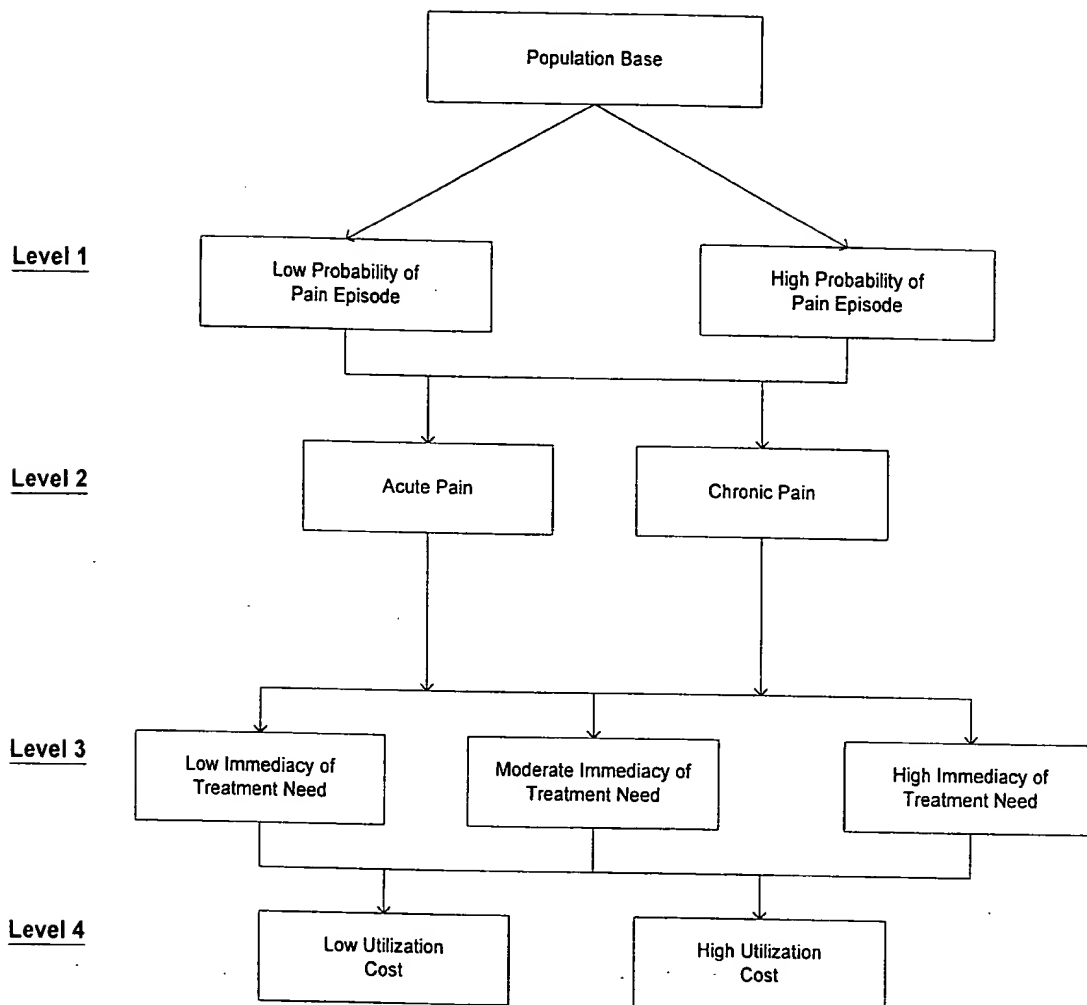 Population Base
Level 1
Low Probability of
Pain Episode
High Probability of
Pain Episode
Level 2
Acute Pain
Chronic Pain
Level 3
Low Immediacy of
Treatment Need
Moderate Immediacy of
Treatment Need
High Immediacy of
Treatment Need
Level 4
Low Utilization
Cost
High Utilization
Cost